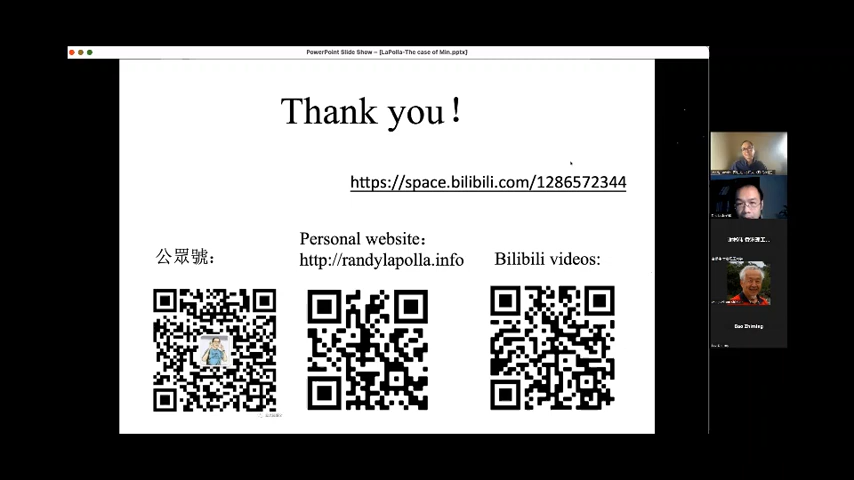 PowerPoint Slide Show - [LaPolla-The case of Min.pptx]
Thank you！
https://space.bilibili.com/1286572344
公眾號：
Personal website：
http://randylapolla.info
Bilibili videos:
Bao Zhiming